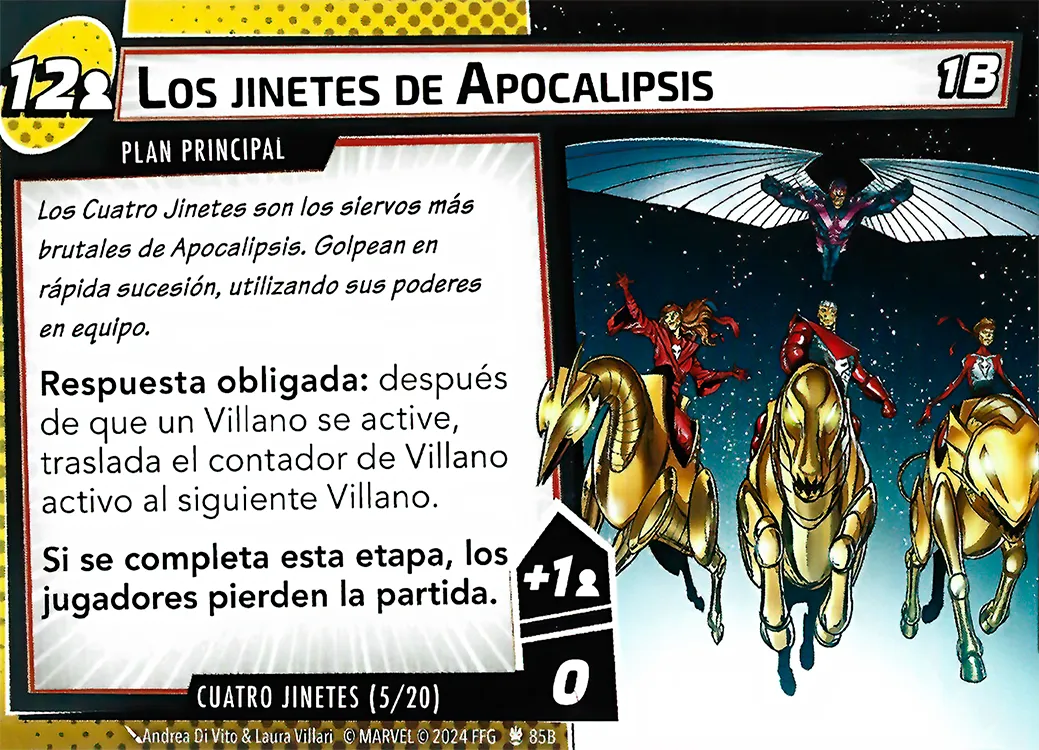 12
LOS JINETES DE APOCALIPSIS
1B
PLAN PRINCIPAL
Los Cuatro Jinetes son los siervos más
brutales de Apocalipsis. Golpean en
rápida sucesión, utilizando sus poderes
en equipo.
Respuesta obligada: después
de que un Villano se active,
traslada el contador de Villano
activo al siguiente Villano.
Si se completa esta etapa, los
jugadores pierden la partida.
+1
0
CUATRO JINETES (5/20)
Andrea Di Vito & Laura Villari © MARVEL © 2024 FFG 85B